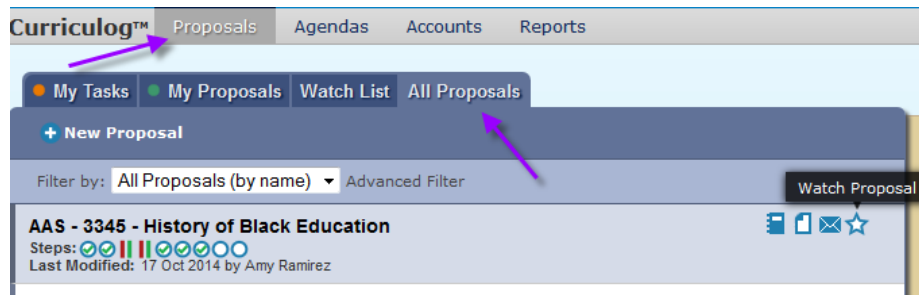 Curriculog™ Proposals Agendas Accounts Reports
My Tasks My Proposals Watch List All Proposals
New Proposal
Filter by: All Proposals (by name) Advanced Filter
Watch Proposal
AAS - 3345 - History of Black Education
Steps:
Last Modified: 17 Oct 2014 by Amy Ramirez